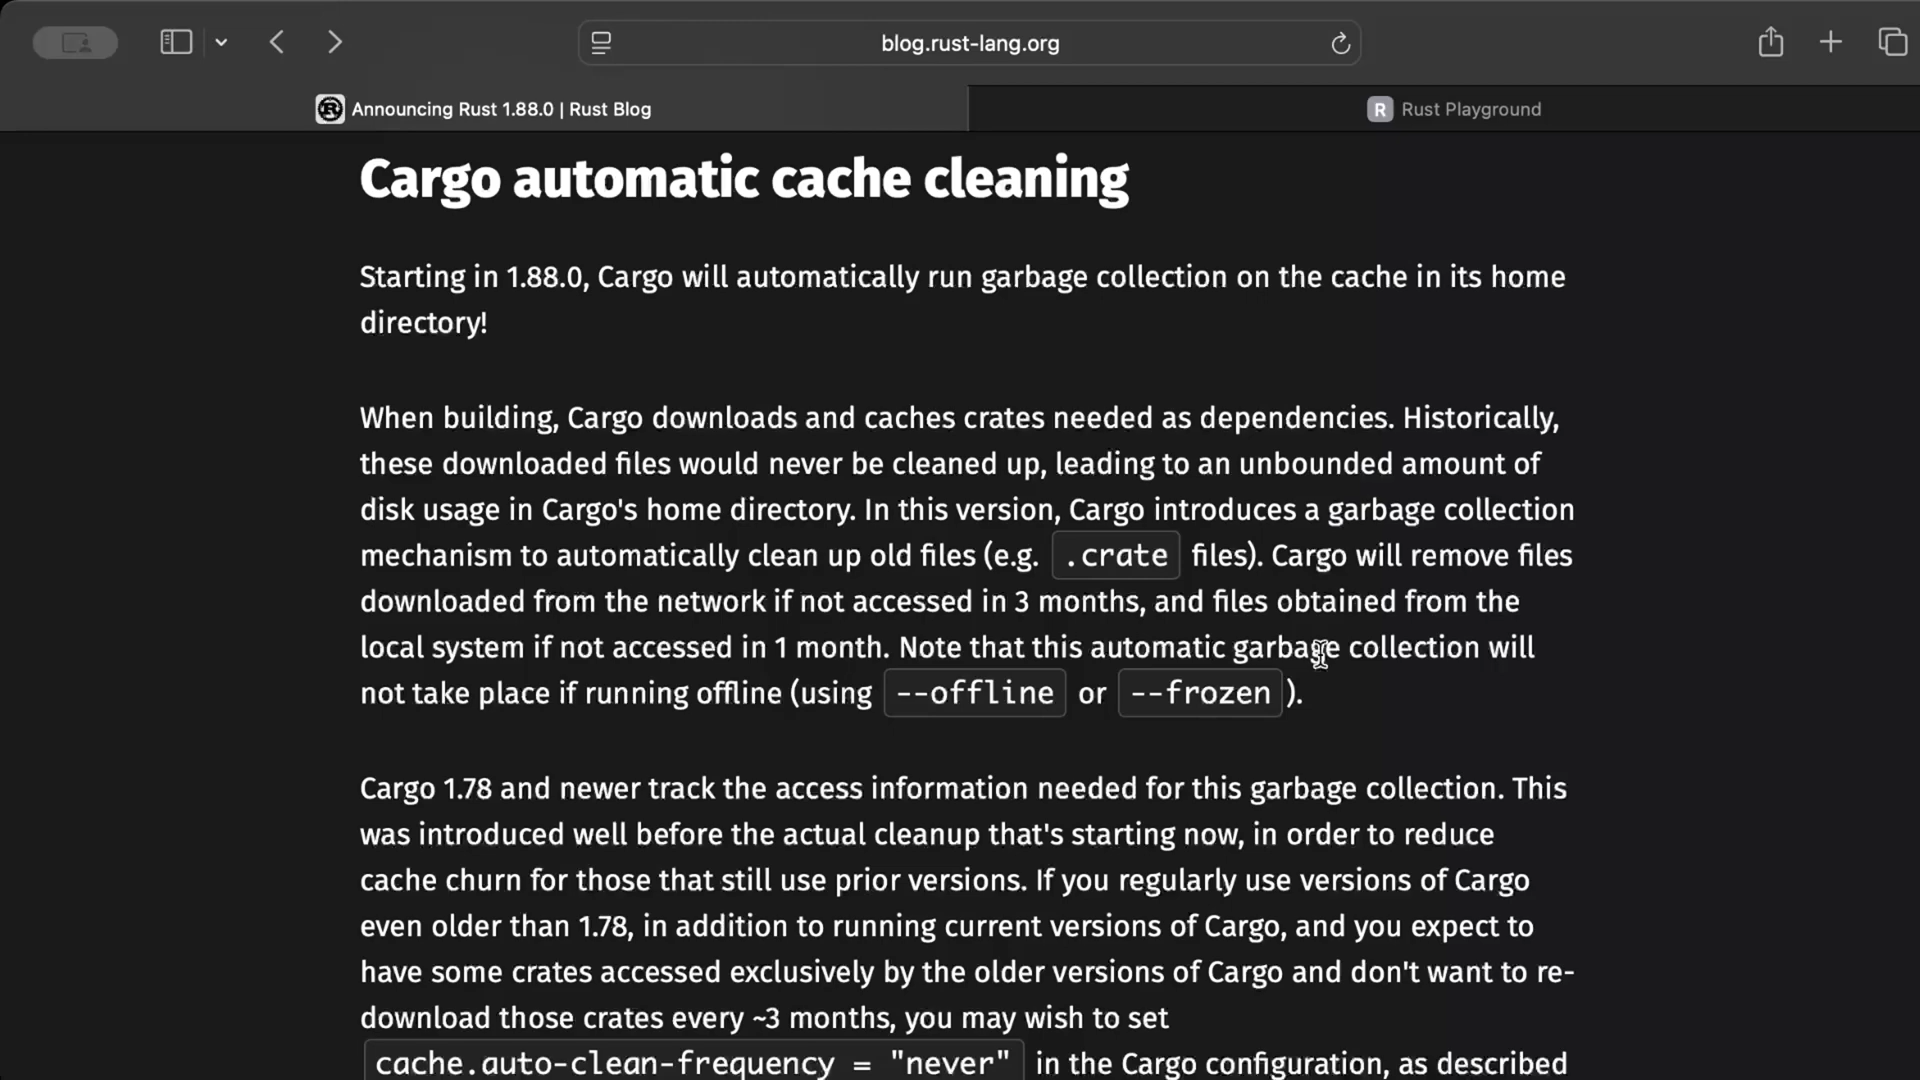 blog.rust-lang.org
Announcing Rust 1.88.0 | Rust Blog
R Rust Playground
Cargo automatic cache cleaning
Starting in 1.88.0, Cargo will automatically run garbage collection on the cache in its home
directory!
When building, Cargo downloads and caches crates needed as dependencies. Historically,
these downloaded files would never be cleaned up, leading to an unbounded amount of
disk usage in Cargo's home directory. In this version, Cargo introduces a garbage collection
mechanism to automatically clean up old files (e.g. .crate files). Cargo will remove files
downloaded from the network if not accessed in 3 months, and files obtained from the
local system if not accessed in 1 month. Note that this automatic garbage collection will
not take place if running offline (using --offline or --frozen ).
Cargo 1.78 and newer track the access information needed for this garbage collection. This
was introduced well before the actual cleanup that's starting now, in order to reduce
cache churn for those that still use prior versions. If you regularly use versions of Cargo
even older than 1.78, in addition to running current versions of Cargo, and you expect to
have some crates accessed exclusively by the older versions of Cargo and don't want to re-
download those crates every ~3 months, you may wish to set
cache.auto-clean-frequency = "never" in the Cargo configuration, as described